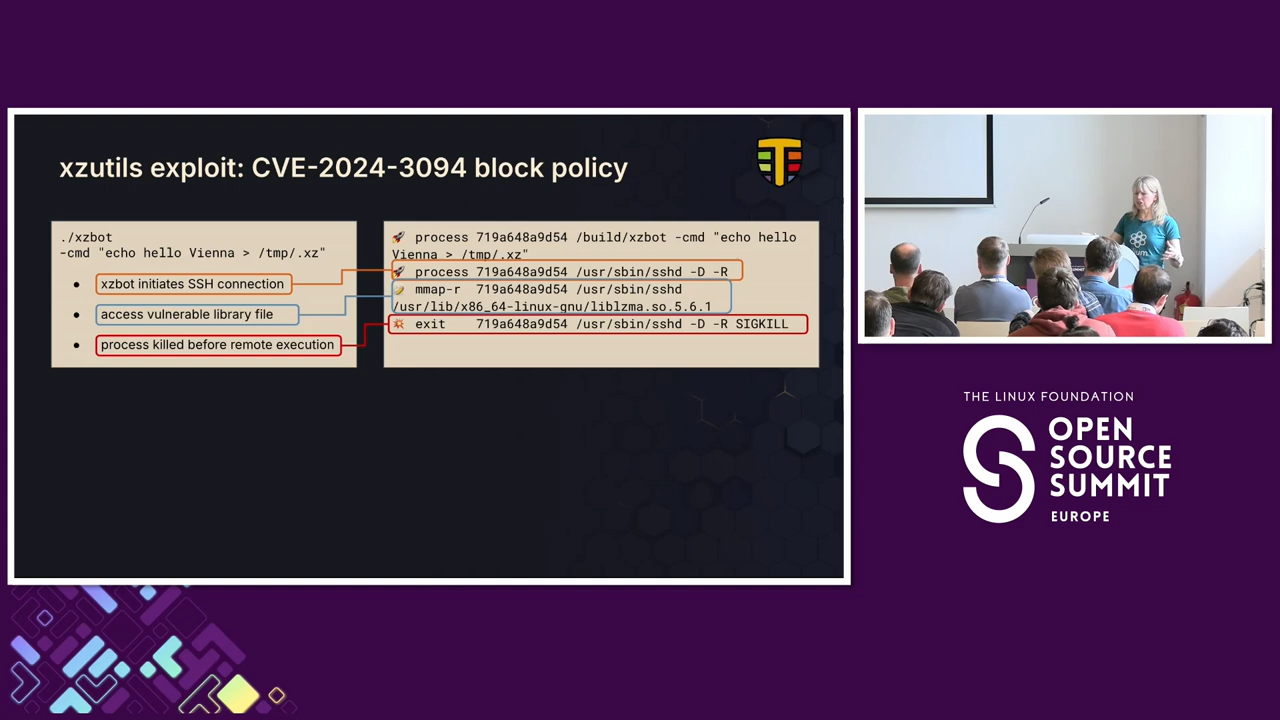 xzutils exploit: CVE-2024-3094 block policy
./xzbot
-cmd "echo hello Vienna > /tmp/.xz"
• xzbot initiates SSH connection
• access vulnerable library file
• process killed before remote execution
🚀 process 719a648a9d54 /build/xzbot -cmd "echo hello
Vienna > /tmp/.xz"
🚀 process 719a648a9d54 /usr/sbin/sshd -D -R
mmap-r 719a648a9d54 /usr/sbin/sshd
/usr/lib/x86_64-linux-gnu/liblzma.so.5.6.1
💥 exit 719a648a9d54 /usr/sbin/sshd -D -R SIGKILL
THE LINUX FOUNDATION
OPEN
SOURCE
SUMMIT
EUROPE